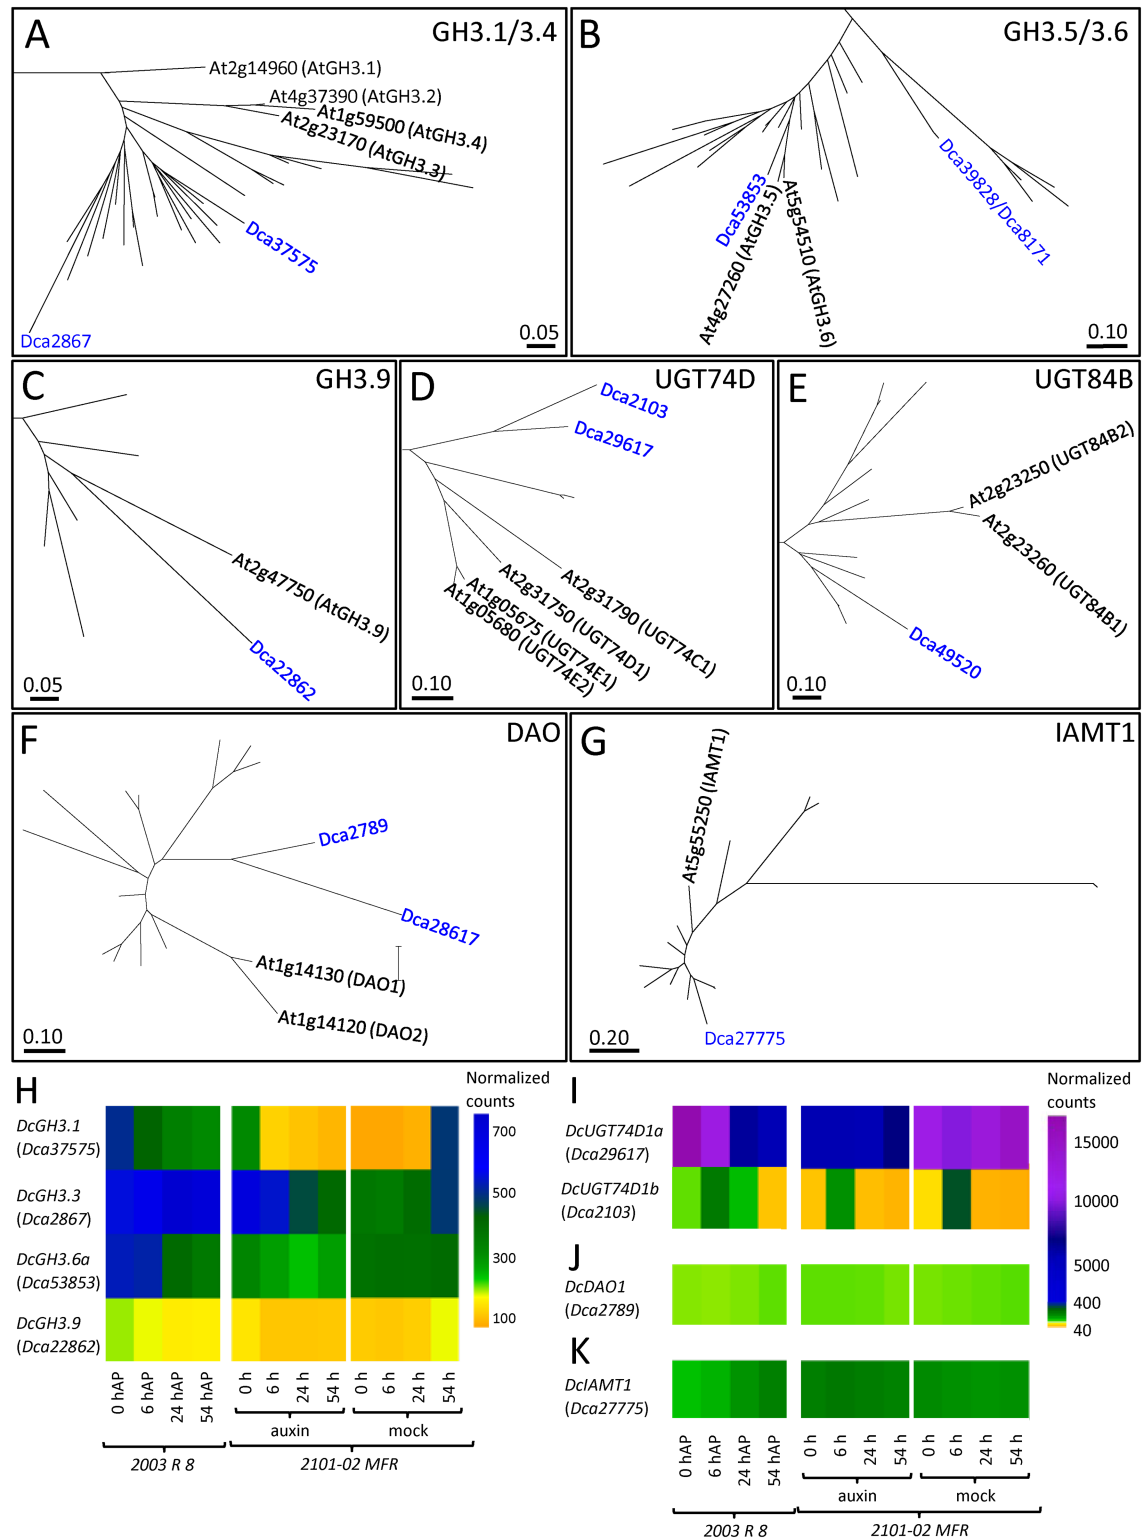 A
GH3.1/3.4
At2g14960 (AtGH3.1)
At4g37390 (AtGH3.2)
At1g59500 (AtGH3.4)
At2g23170 (AtGH3.3)
Dca37575
Dca2867
0.05
B
GH3.5/3.6
Dca39828/Dca8171
Dca53853
At4g27260 (AtGH3.5)
At5g54510 (AtGH3.6)
0.10
C
GH3.9
At2g47750 (AtGH3.9)
Dca22862
0.05
D
UGT74D
Dca2103
Dca29617
At2g31790 (UGT74C1)
At2g31750 (UGT74D1)
At1g05675 (UGT74E1)
At1g05680 (UGT74E2)
0.10
E
UGT84B
At2g23250 (UGT84B2)
At2g23260 (UGT84B1)
Dca49520
0.10
F
DAO
Dca2789
Dca28617
At1g14130 (DAO1)
At1g14120 (DAO2)
0.10
G
IAMT1
At5g55250 (IAMT1)
Dca27775
0.20
H
Normalized
counts
700
500
300
100
DcGH3.1
(Dca37575)
DcGH3.3
(Dca2867)
DcGH3.6a
(Dca53853)
DcGH3.9
(Dca22862)
0 hAP
6 hAP
24 hAP
54 hAP
0 h
6 h
24 h
54 h
0 h
6 h
24 h
54 h
auxin
mock
2003 R 8
2101-02 MFR
I
Normalized
counts
15000
10000
5000
400
40
DcUGT74D1a
(Dca29617)
DcUGT74D1b
(Dca2103)
J
DcDAO1
(Dca2789)
K
DcIAMT1
(Dca27775)
0 hAP
6 hAP
24 hAP
54 hAP
0 h
6 h
24 h
54 h
0 h
6 h
24 h
54 h
auxin
mock
2003 R 8
2101-02 MFR